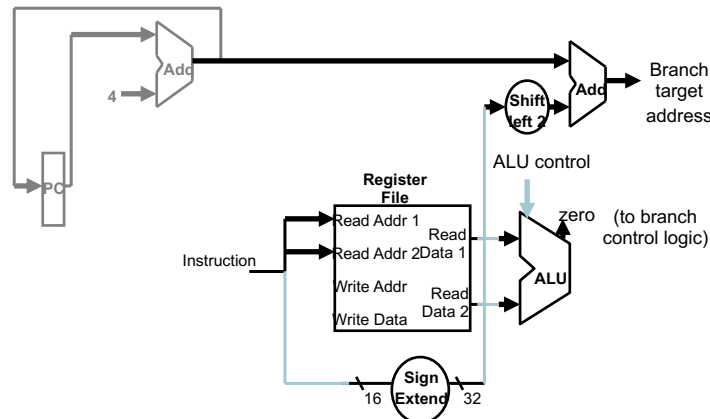 Add
4
PC
Shift
left 2
Add
Branch
target
address
ALU control
Register
File
zero
(to branch
control logic)
Instruction
Read Addr 1
Read Addr 2
Write Addr
Write Data
Read
Data 1
Read
Data 2
ALU
Sign
Extend
16
32